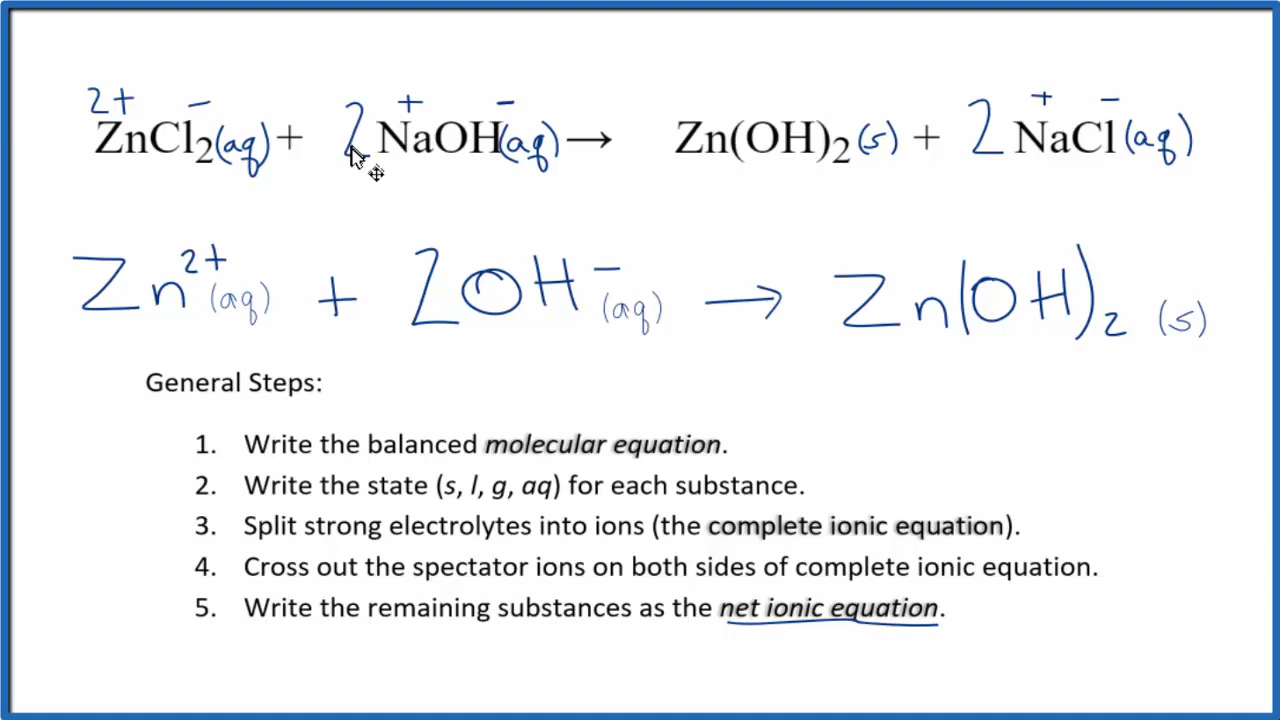 2+ − + − + −
ZnCl₂(aq) + 2 NaOH(aq) → Zn(OH)₂(s) + 2 NaCl(aq)
Zn²⁺(aq) + 2OH⁻(aq) → Zn(OH)₂ (s)
General Steps:
1. Write the balanced molecular equation.
2. Write the state (s, l, g, aq) for each substance.
3. Split strong electrolytes into ions (the complete ionic equation).
4. Cross out the spectator ions on both sides of complete ionic equation.
5. Write the remaining substances as the net ionic equation.